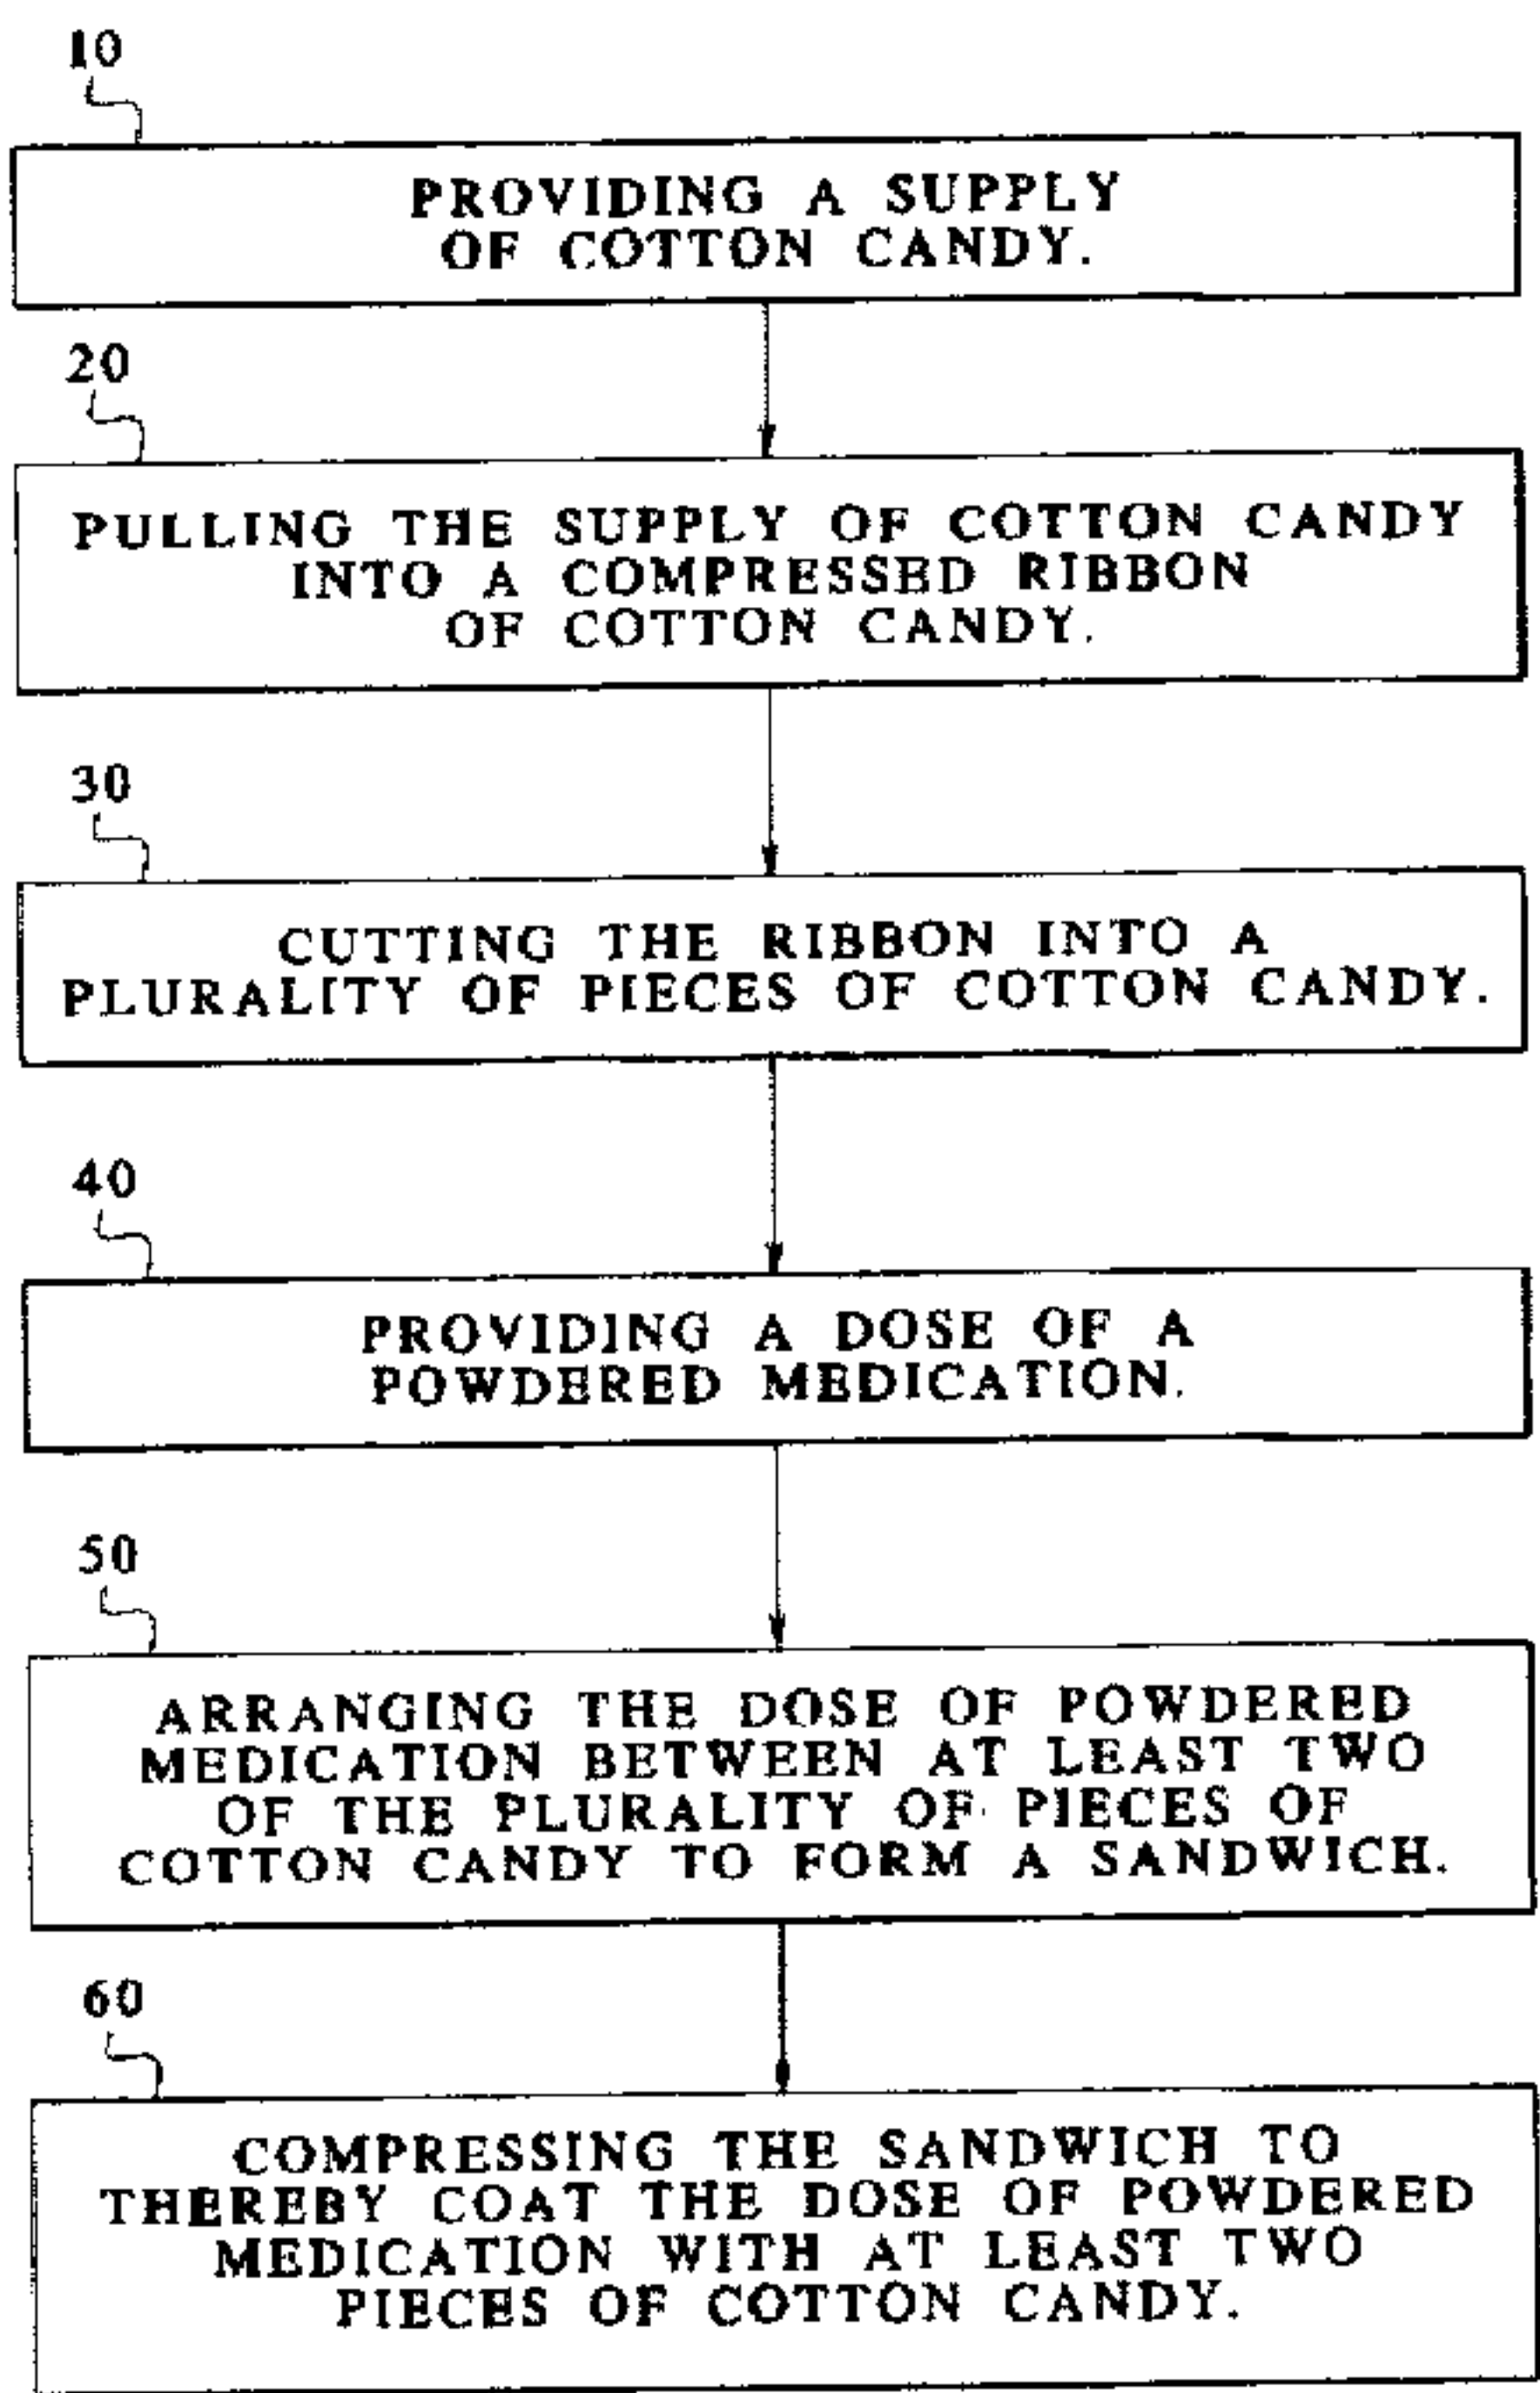 10
PROVIDING A SUPPLY
OF COTTON CANDY.
20
PULLING THE SUPPLY OF COTTON CANDY
INTO A COMPRESSED RIBBON
OF COTTON CANDY.
30
CUTTING THE RIBBON INTO A
PLURALITY OF PIECES OF COTTON CANDY.
40
PROVIDING A DOSE OF A
POWDERED MEDICATION.
50
ARRANGING THE DOSE OF POWDERED
MEDICATION BETWEEN AT LEAST TWO
OF THE PLURALITY OF PIECES OF
COTTON CANDY TO FORM A SANDWICH.
60
COMPRESSING THE SANDWICH TO
THEREBY COAT THE DOSE OF POWDERED
MEDICATION WITH AT LEAST TWO
PIECES OF COTTON CANDY.